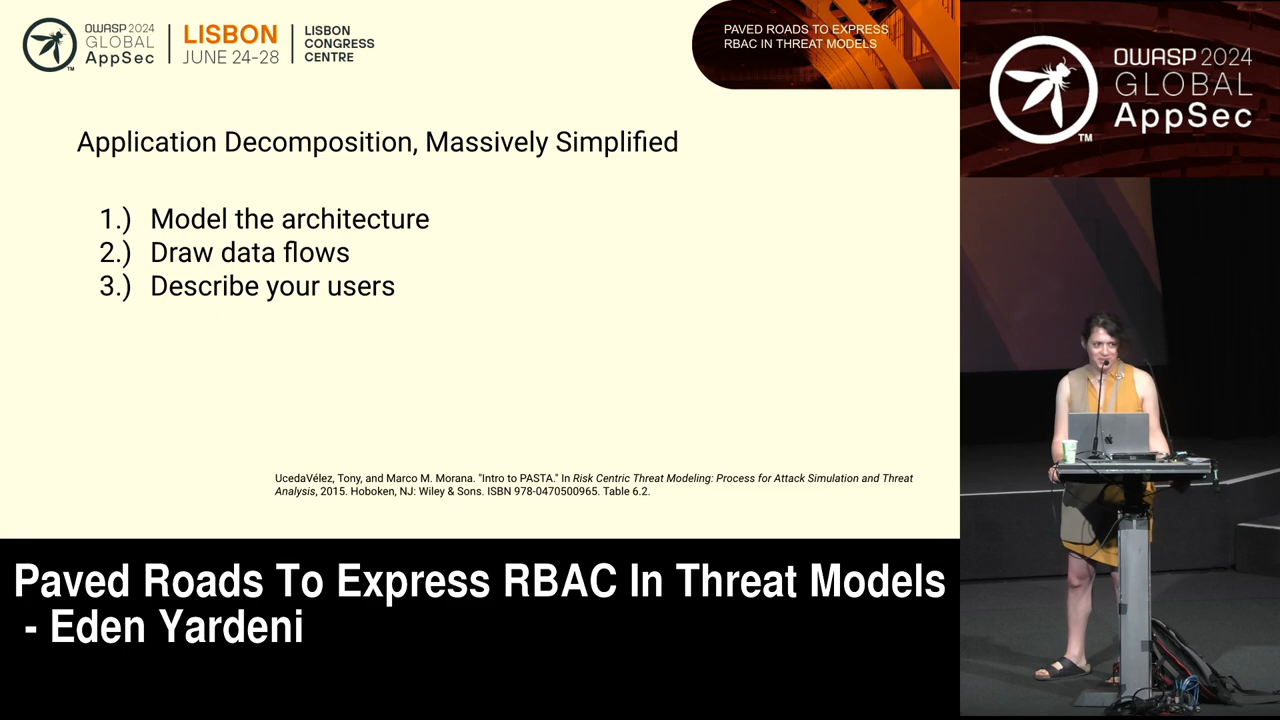 OWASP 2024
GLOBAL
AppSec
TM
LISBON
JUNE 24-28
LISBON
CONGRESS
CENTRE
PAVED ROADS TO EXPRESS
RBAC IN THREAT MODELS
OWASP 2024
GLOBAL
AppSec
TM
Application Decomposition, Massively Simplified
1.) Model the architecture
2.) Draw data flows
3.) Describe your users
UcedaVélez, Tony, and Marco M. Morana. "Intro to PASTA." In Risk Centric Threat Modeling: Process for Attack Simulation and Threat
Analysis, 2015. Hoboken, NJ: Wiley & Sons. ISBN 978-0470500965. Table 6.2.
Paved Roads To Express RBAC In Threat Models
- Eden Yardeni